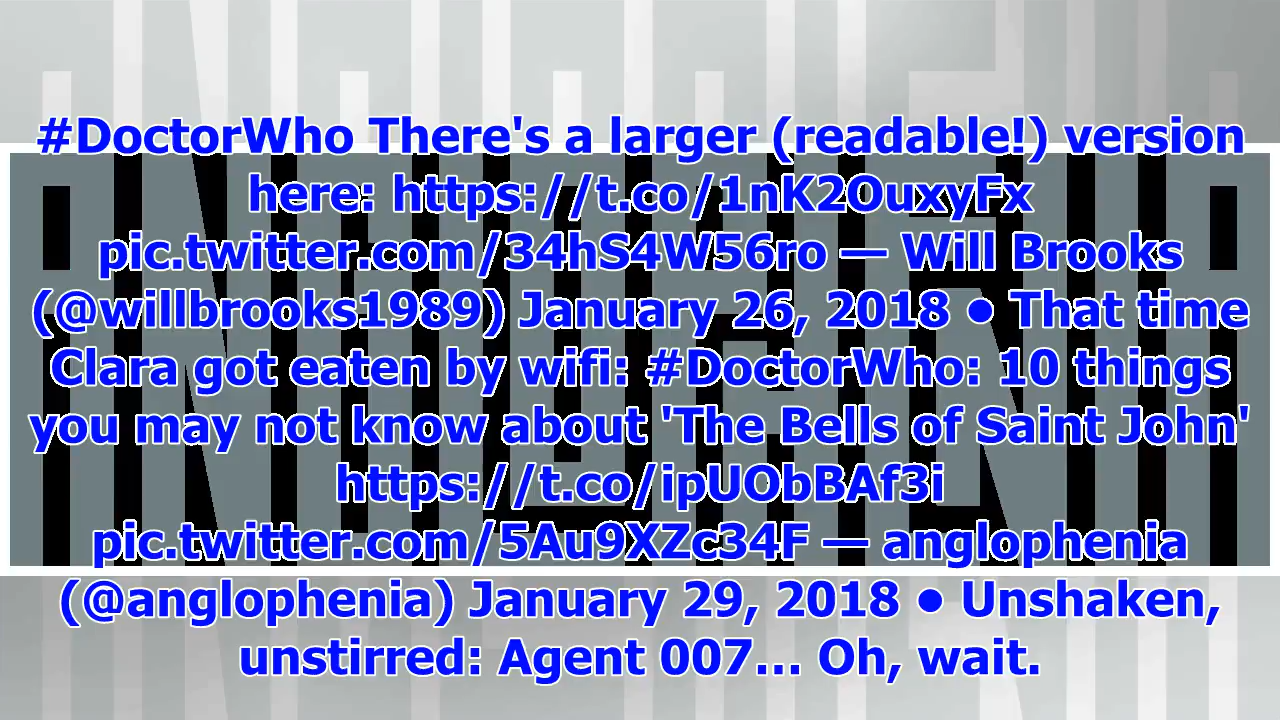 #DoctorWho There's a larger (readable!) version
here: https://t.co/1nK2OuxyFx
pic.twitter.com/34hS4W56ro — Will Brooks
(@willbrooks1989) January 26, 2018 ● That time
Clara got eaten by wifi: #DoctorWho: 10 things
you may not know about 'The Bells of Saint John'
https://t.co/ipUObBAf3i
pic.twitter.com/5Au9XZc34F — anglophenia
(@anglophenia) January 29, 2018 ● Unshaken,
unstirred: Agent 007... Oh, wait.
ANGLOPHENIA